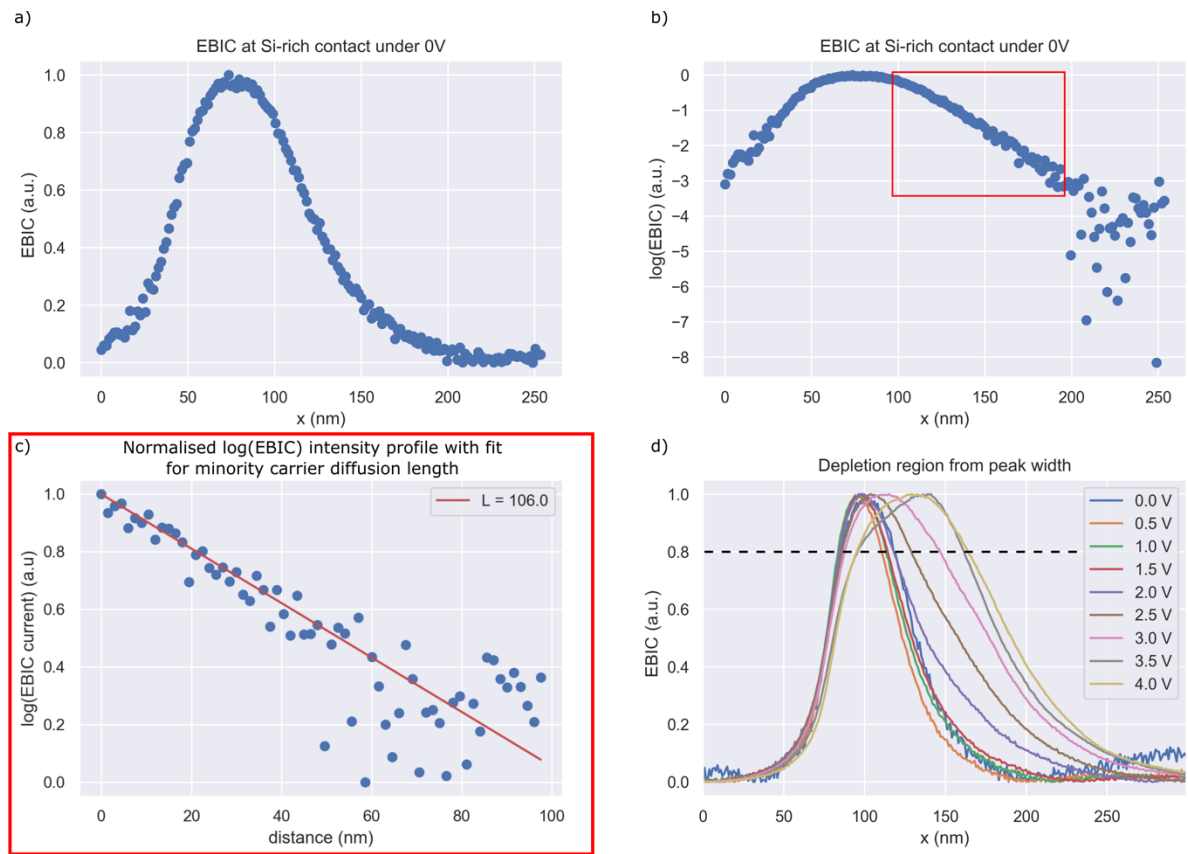 a)
EBIC at Si-rich contact under 0V
1.0
0.8
0.6
0.4
0.2
0.0
EBIC (a.u.)
0
50
100
150
200
250
x (nm)
b)
EBIC at Si-rich contact under 0V
0
−1
−2
−3
−4
−5
−6
−7
−8
log(EBIC) (a.u.)
0
50
100
150
200
250
x (nm)
c)
Normalised log(EBIC) intensity profile with fit
for minority carrier diffusion length
L = 106.0
1.0
0.8
0.6
0.4
0.2
0.0
log(EBIC current) (a.u)
0
20
40
60
80
100
distance (nm)
d)
Depletion region from peak width
1.0
0.8
0.6
0.4
0.2
0.0
EBIC (a.u.)
0.0 V
0.5 V
1.0 V
1.5 V
2.0 V
2.5 V
3.0 V
3.5 V
4.0 V
0
50
100
150
200
250
x (nm)